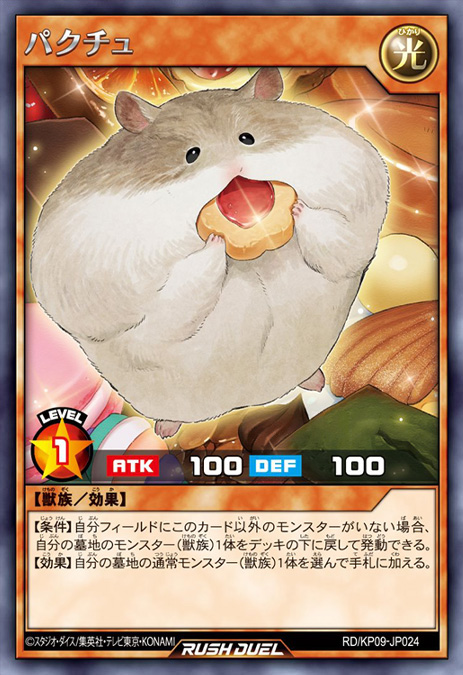 パクチュ
ひかり
光
LEVEL
1
ATK 100 DEF 100
【獣族/効果】
【条件】自分フィールドにこのカード以外のモンスターがいない場合、
自分の墓地のモンスター(獣族)1体をデッキの下に戻して発動できる。
【効果】自分の墓地の通常モンスター(獣族)1体を選んで手札に加える。
©スタジオ・ダイス/集英社・テレビ東京・KONAMI
RUSH DUEL
RD/KP09-JP024